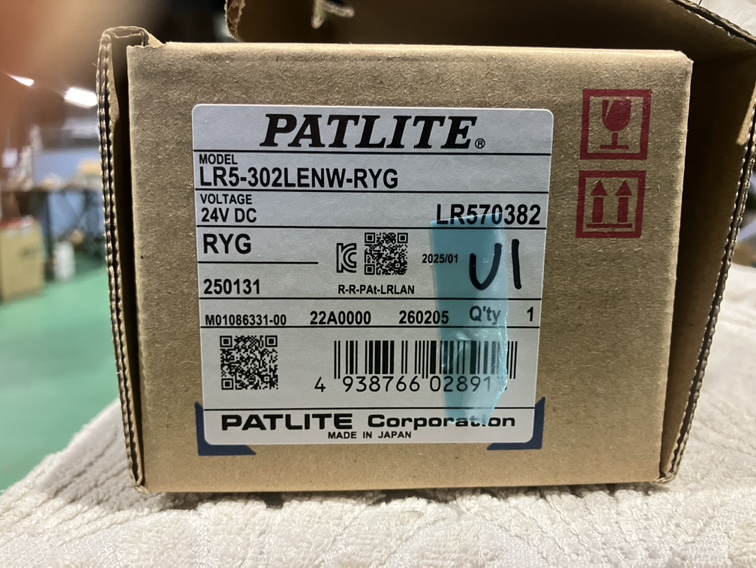 PATLITE®
MODEL
LR5-302LENW-RYG
VOLTAGE
24V DC
LR570382
RYG
2025/01
UI
250131
R-R-PAt-LRLAN
M01086331-00 22A0000 260205 Q'ty 1
4 938766 02891
PATLITE Corporation
MADE IN JAPAN